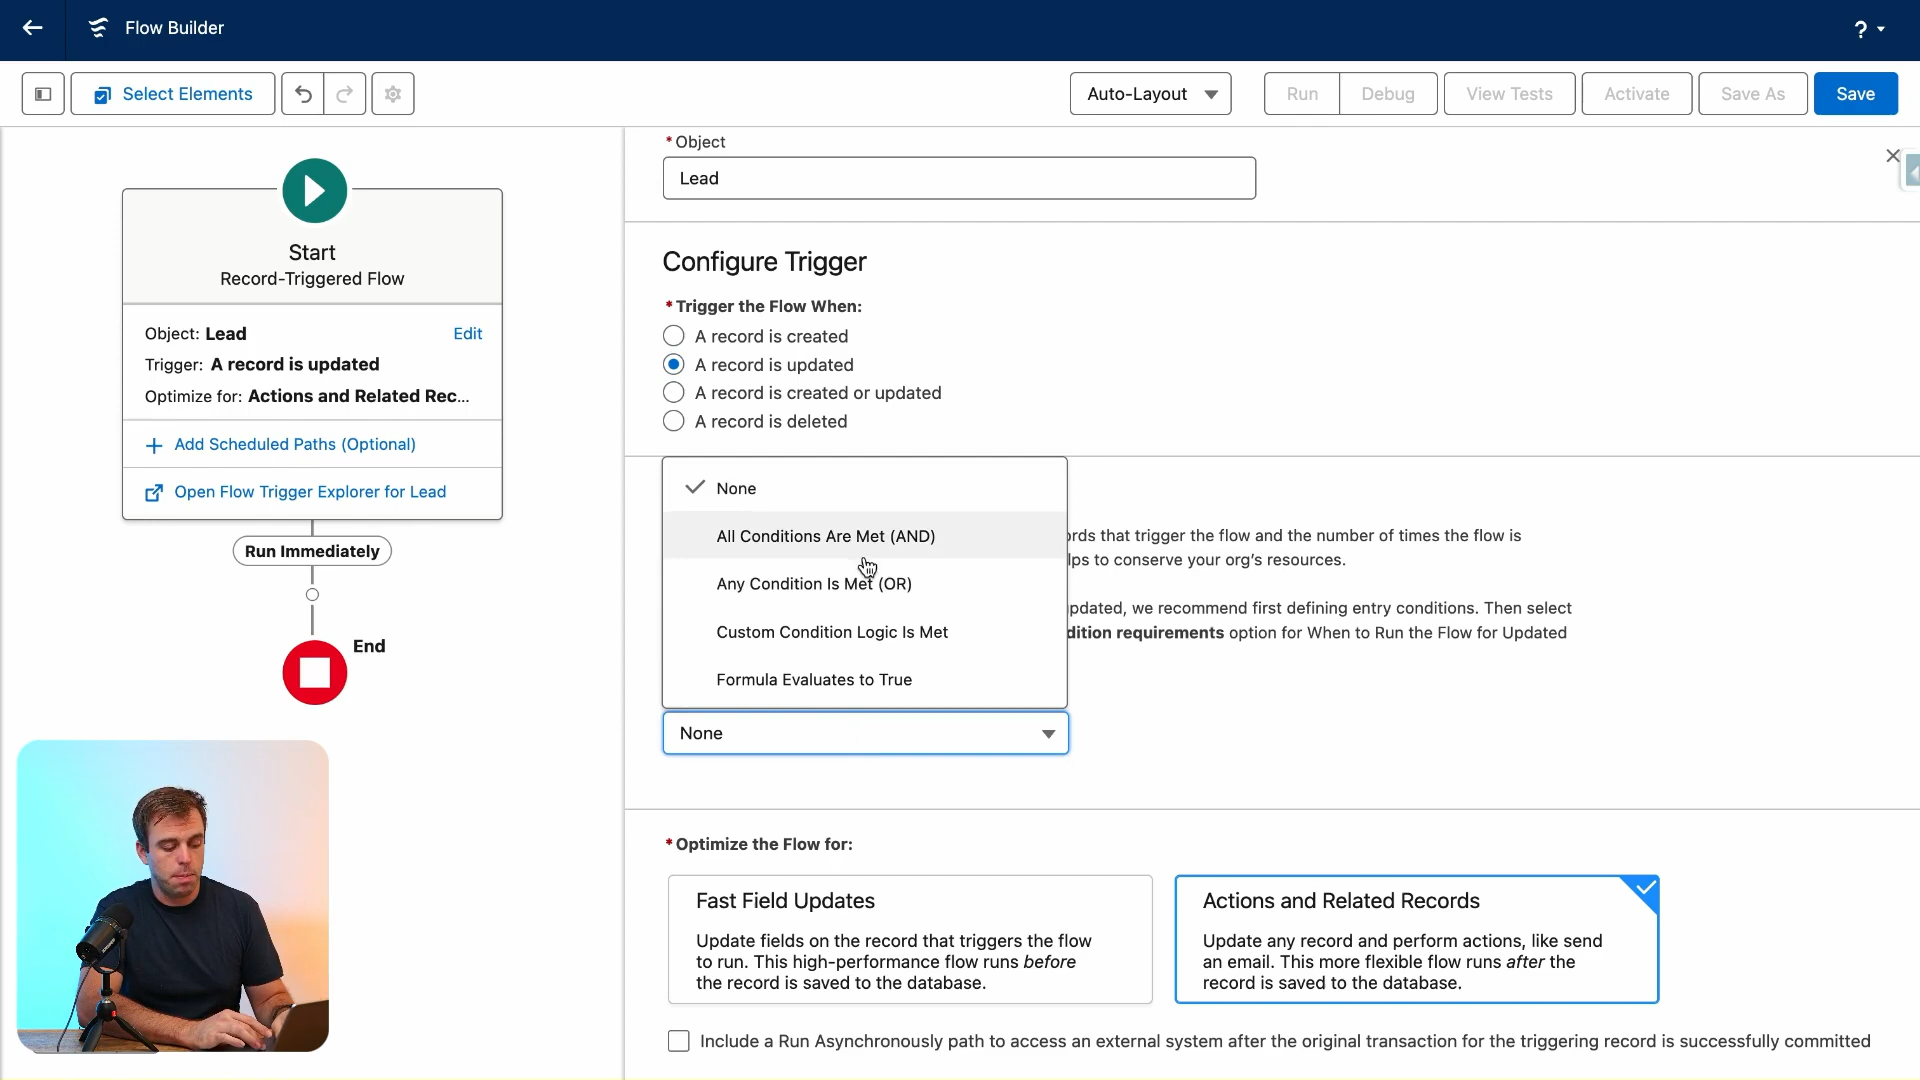 Flow Builder
?
Select Elements
Auto-Layout
Run
Debug
View Tests
Activate
Save As
Save
Start
Record-Triggered Flow
Object: Lead
Edit
Trigger: A record is updated
Optimize for: Actions and Related Rec...
Add Scheduled Paths (Optional)
Open Flow Trigger Explorer for Lead
Run Immediately
End
* Object
Lead
Configure Trigger
* Trigger the Flow When:
A record is created
A record is updated
A record is created or updated
A record is deleted
None
All Conditions Are Met (AND)
Any Condition Is Met (OR)
Custom Condition Logic Is Met
Formula Evaluates to True
that trigger the flow and the number of times the flow is
to conserve your org's resources.
we recommend first defining entry conditions. Then select
requirements option for When to Run the Flow for Updated
None
* Optimize the Flow for:
Fast Field Updates
Update fields on the record that triggers the flow
to run. This high-performance flow runs before
the record is saved to the database.
Actions and Related Records
Update any record and perform actions, like send
an email. This more flexible flow runs after the
record is saved to the database.
Include a Run Asynchronously path to access an external system after the original transaction for the triggering record is successfully committed